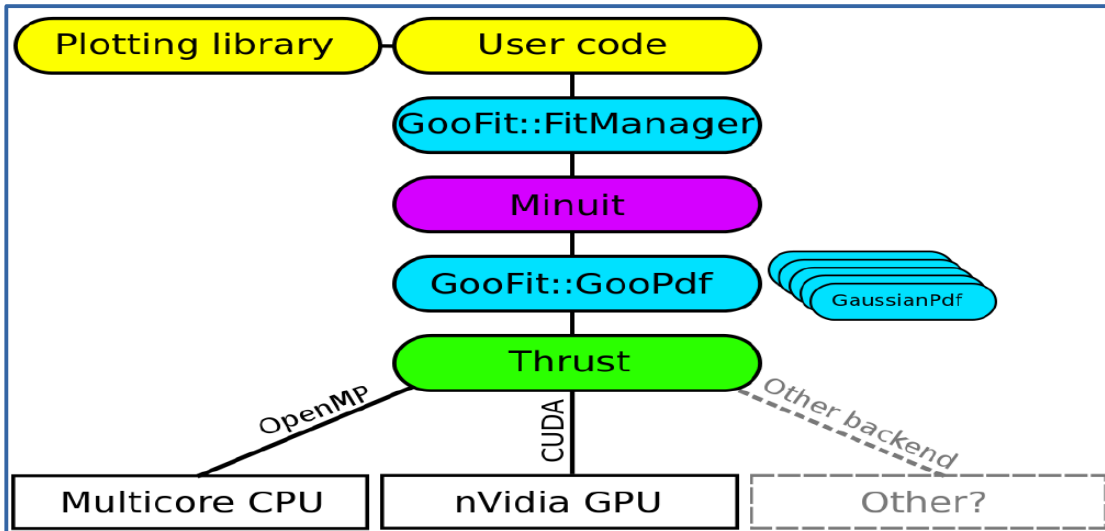 Plotting library
User code
GooFit::FitManager
Minuit
GooFit::GooPdf
GaussianPdf
Thrust
OpenMP
CUDA
Other backend
Multicore CPU
nVidia GPU
Other?